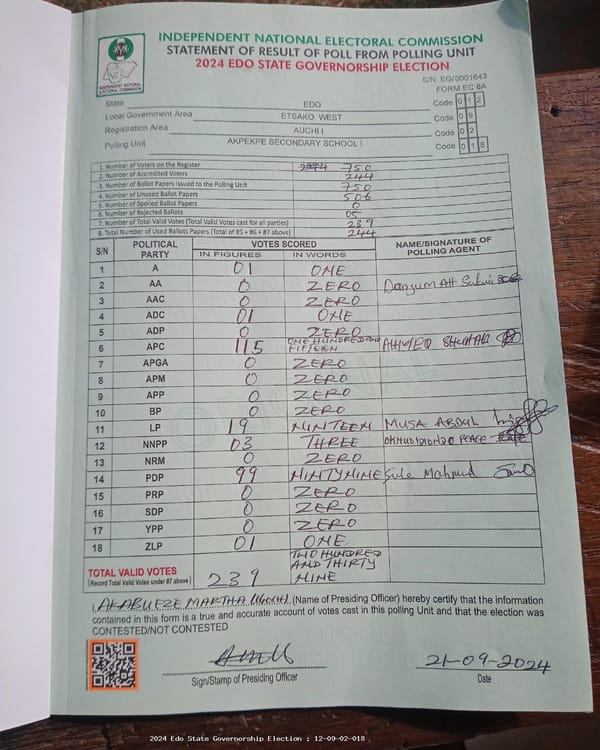 INDEPENDENT NATIONAL ELECTORAL COMMISSION
STATEMENT OF RESULT OF POLL FROM POLLING UNIT
2024 EDO STATE GOVERNORSHIP ELECTION
INDEPENDENT NATIONAL ELECTORAL COMMISSION
S/N: EG/0001643
FORM EC 8A
State EDO Code 0 1 2
Local Government Area ETSAKO WEST Code 0 9
Registration Area AUCHI I Code 0 2
Polling Unit AKPEKPE SECONDARY SCHOOL I Code 0 1 8
1. Number of Voters on the Register 750
2. Number of Accredited Voters 244
3. Number of Ballot Papers Issued to the Polling Unit 750
4. Number of Unused Ballot Papers 506
5. Number of Spoiled Ballot Papers 0
6. Number of Rejected Ballots 05
7. Number of Total Valid Votes (Total Valid Votes cast for all parties) 239
8. Total Number of Used Ballots Papers (Total of #5 + #6 + #7 above) 244
S/N POLITICAL PARTY VOTES SCORED NAME/SIGNATURE OF POLLING AGENT
IN FIGURES IN WORDS
1 A 01 ONE
2 AA 0 ZERO
3 AAC 0 ZERO
4 ADC 01 ONE
5 ADP 0 ZERO
6 APC 115 ONE HUNDRED AND FIFTEEN AHMED
7 APGA 0 ZERO
8 APM 0 ZERO
9 APP 0 ZERO
10 BP 0 ZERO
11 LP 19 NINTEEN MUSA ABDUL
12 NNPP 03 THREE PEACE
13 NRM 0 ZERO
14 PDP 99 NINTYNINE Sule Mahmud
15 PRP 0 ZERO
16 SDP 0 ZERO
17 YPP 0 ZERO
18 ZLP 01 ONE
TOTAL VALID VOTES
(Record Total Valid Votes under #7 above) 239 TWO HUNDRED AND THIRTY NINE
I, AKABUEZE MARTHA (Name of Presiding Officer) hereby certify that the information
contained in this form is a true and accurate account of votes cast in this polling Unit and that the election was
CONTESTED/NOT CONTESTED
21-09-2024
Sign/Stamp of Presiding Officer Date
2024 Edo State Governorship Election : 12-09-02-018